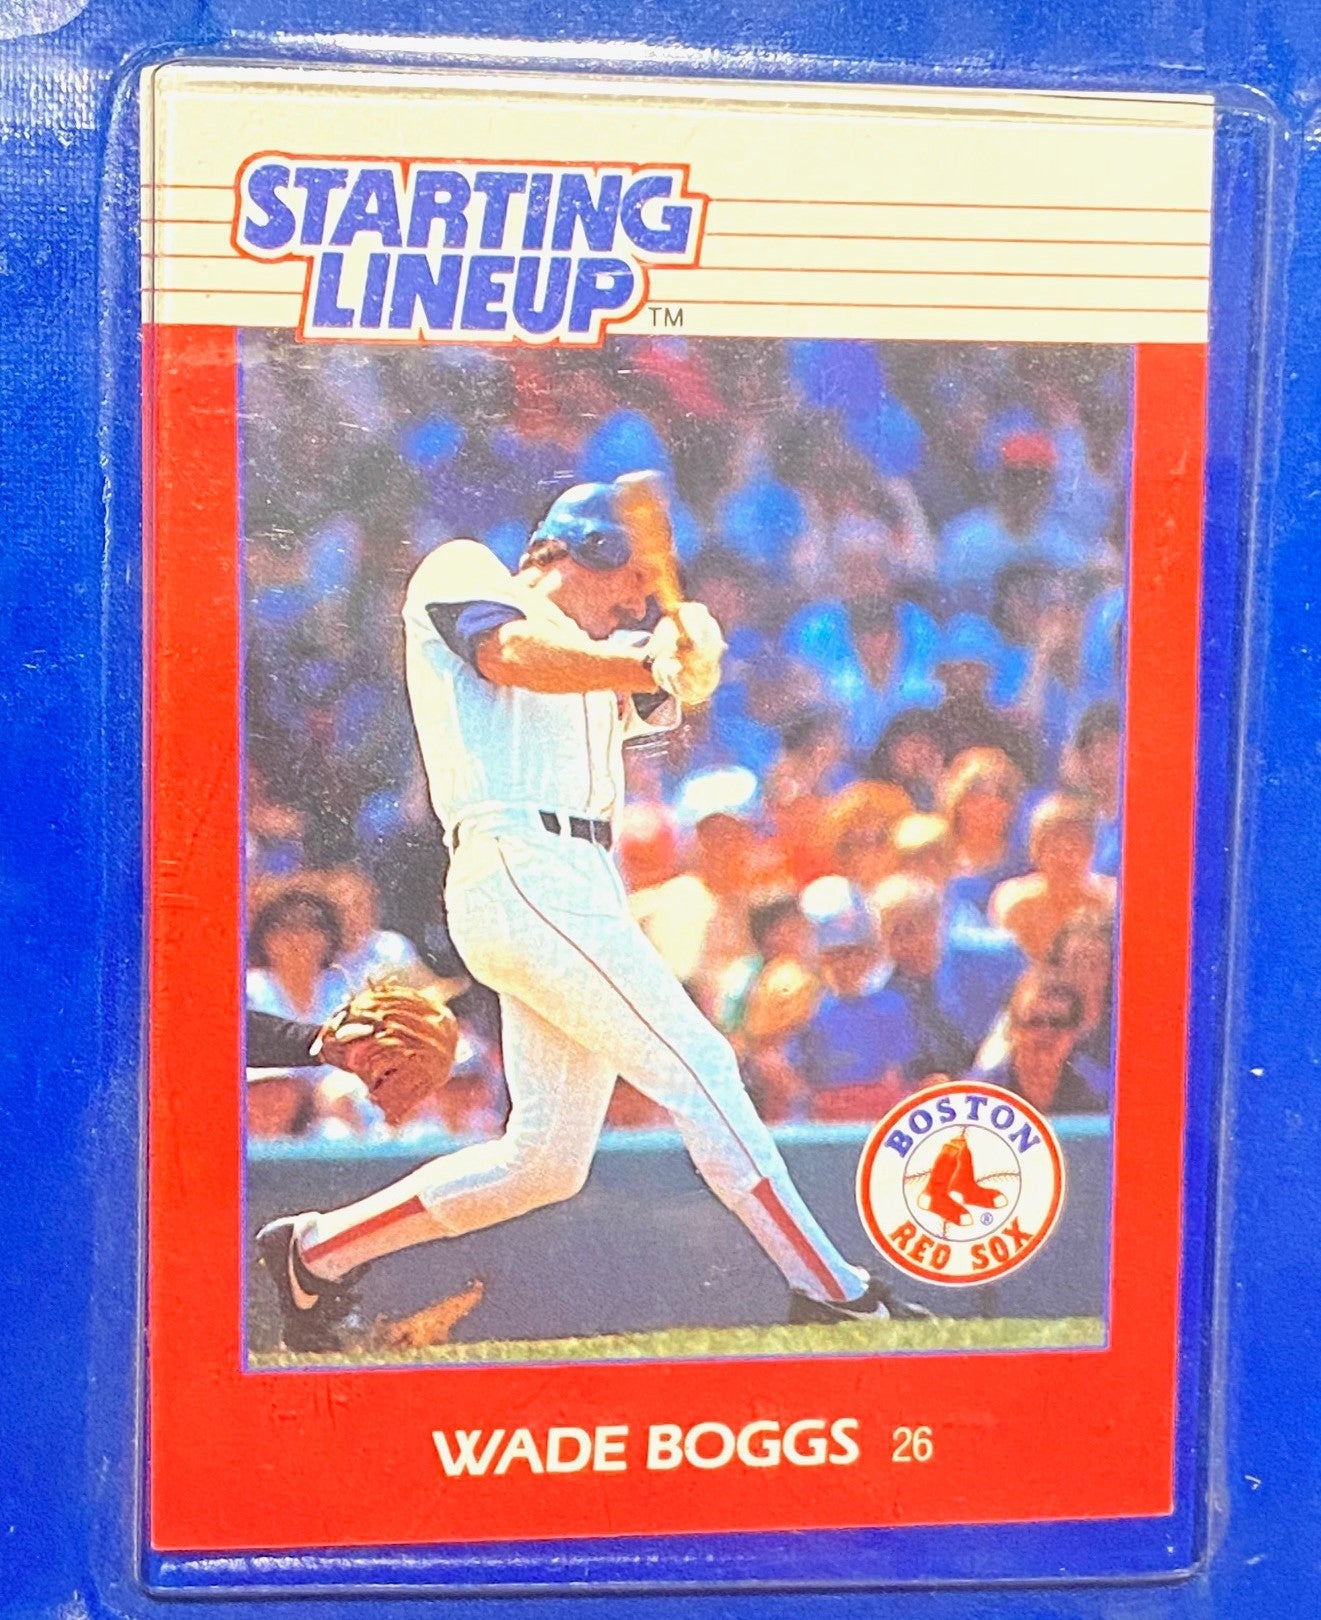 STARTING
LINEUP TM
BOSTON
RED SOX ®
WADE BOGGS 26